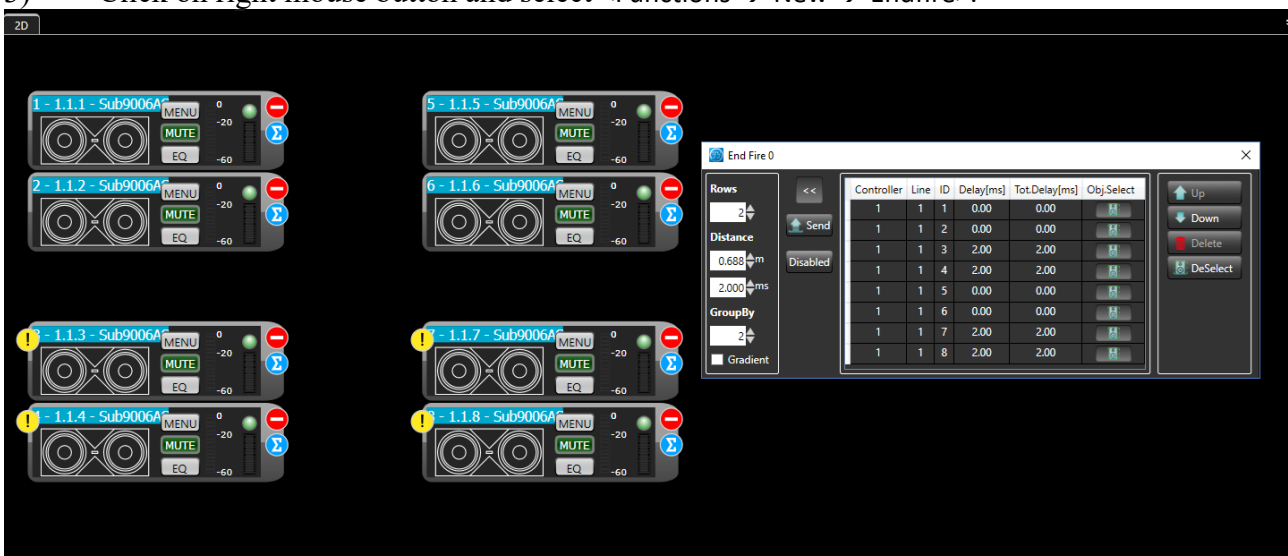 Click on right mouse button and select «Functions → New → Endfire».
2D
1 - 1.1.1 - Sub9006A
MENU
MUTE
EQ
0
-20
-60
Σ
5 - 1.1.5 - Sub9006A
MENU
MUTE
EQ
0
-20
-60
Σ
2 - 1.1.2 - Sub9006A
MENU
MUTE
EQ
0
-20
-60
Σ
6 - 1.1.6 - Sub9006A
MENU
MUTE
EQ
0
-20
-60
Σ
! - 1.1.3 - Sub9006A
MENU
MUTE
EQ
0
-20
-60
Σ
! - 1.1.7 - Sub9006A
MENU
MUTE
EQ
0
-20
-60
Σ
! - 1.1.4 - Sub9006A
MENU
MUTE
EQ
0
-20
-60
Σ
! - 1.1.8 - Sub9006A
MENU
MUTE
EQ
0
-20
-60
Σ
End Fire 0
Rows
2
Distance
0.688 m
2.000 ms
GroupBy
2
Gradient
<<
Send
Disabled
Controller Line ID Delay[ms] Tot.Delay[ms] Obj.Select
1 1 1 0.00 0.00
1 1 2 0.00 0.00
1 1 3 2.00 2.00
1 1 4 2.00 2.00
1 1 5 0.00 0.00
1 1 6 0.00 0.00
1 1 7 2.00 2.00
1 1 8 2.00 2.00
Up
Down
Delete
DeSelect